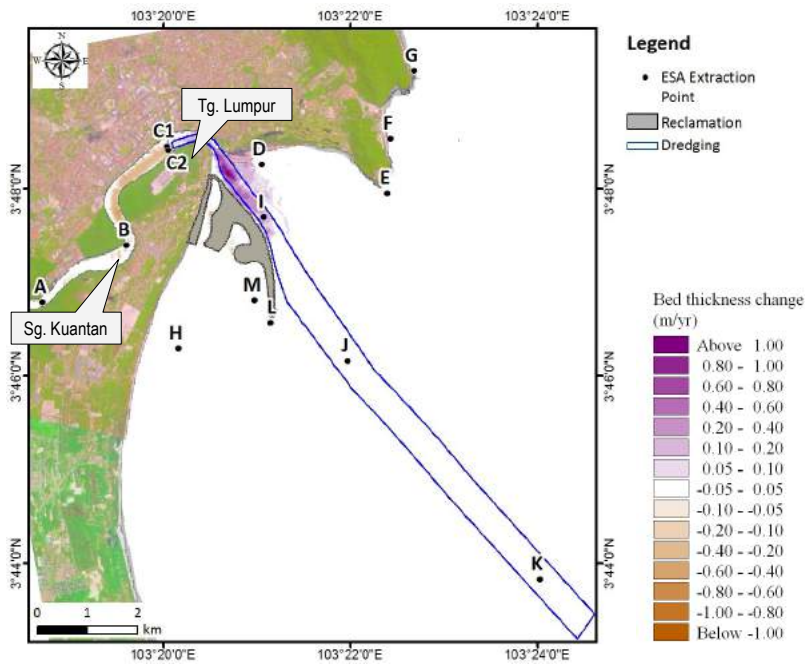 103°20'0"E 103°22'0"E 103°24'0"E
N
W E
S
Tg. Lumpur
G
C1
F
C2
D
E
3°48'0"N 3°48'0"N
I
B
A
M
L
Sg. Kuantan
H
J
3°46'0"N 3°46'0"N
K
3°44'0"N 3°44'0"N
0 1 2
km
103°20'0"E 103°22'0"E 103°24'0"E
Legend
ESA Extraction
Point
Reclamation
Dredging
Bed thickness change
(m/yr)
Above 1.00
0.80 - 1.00
0.60 - 0.80
0.40 - 0.60
0.20 - 0.40
0.10 - 0.20
0.05 - 0.10
-0.05 - 0.05
-0.10 - -0.05
-0.20 - -0.10
-0.40 - -0.20
-0.60 - -0.40
-0.80 - -0.60
-1.00 - -0.80
Below -1.00